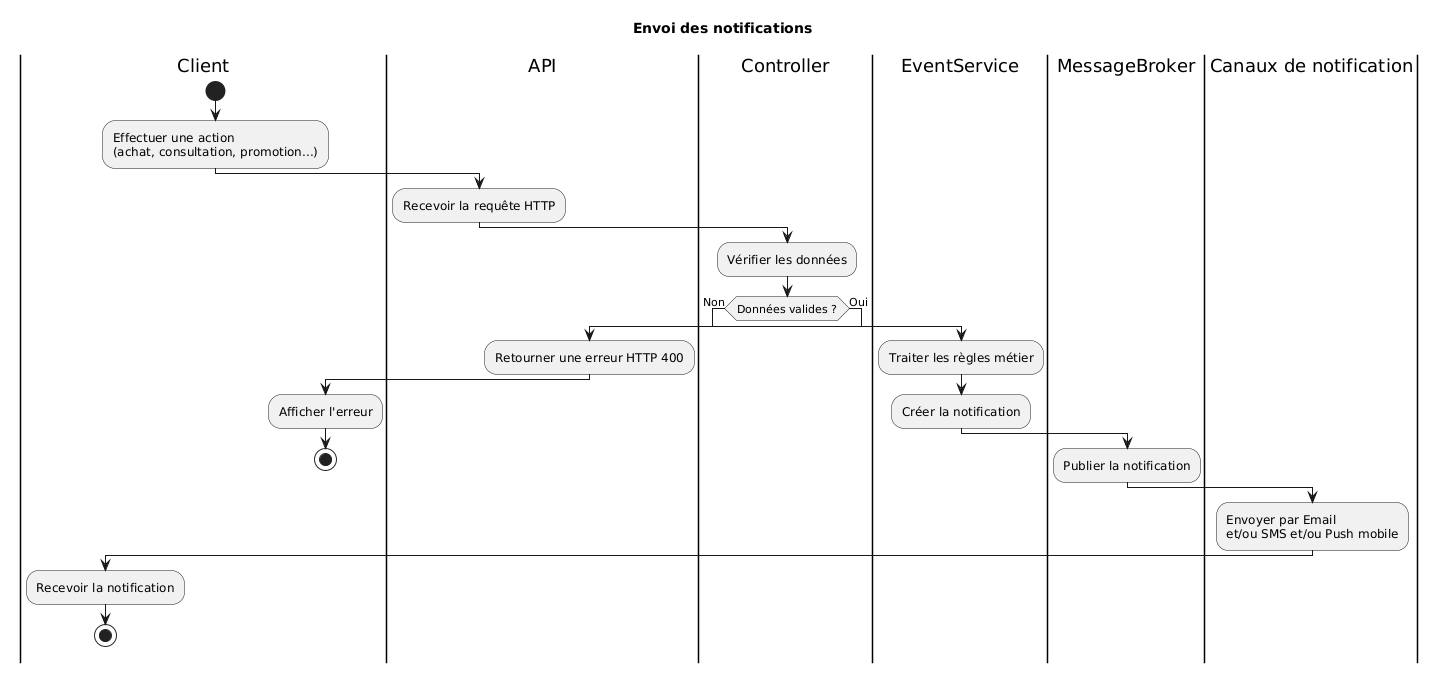 Envoi des notifications
Client
API
Controller
EventService
MessageBroker
Canaux de notification
Effectuer une action
(achat, consultation, promotion...)
Recevoir la requête HTTP
Vérifier les données
Non
Données valides ?
Oui
Retourner une erreur HTTP 400
Traiter les règles métier
Afficher l'erreur
Créer la notification
Publier la notification
Envoyer par Email
et/ou SMS et/ou Push mobile
Recevoir la notification